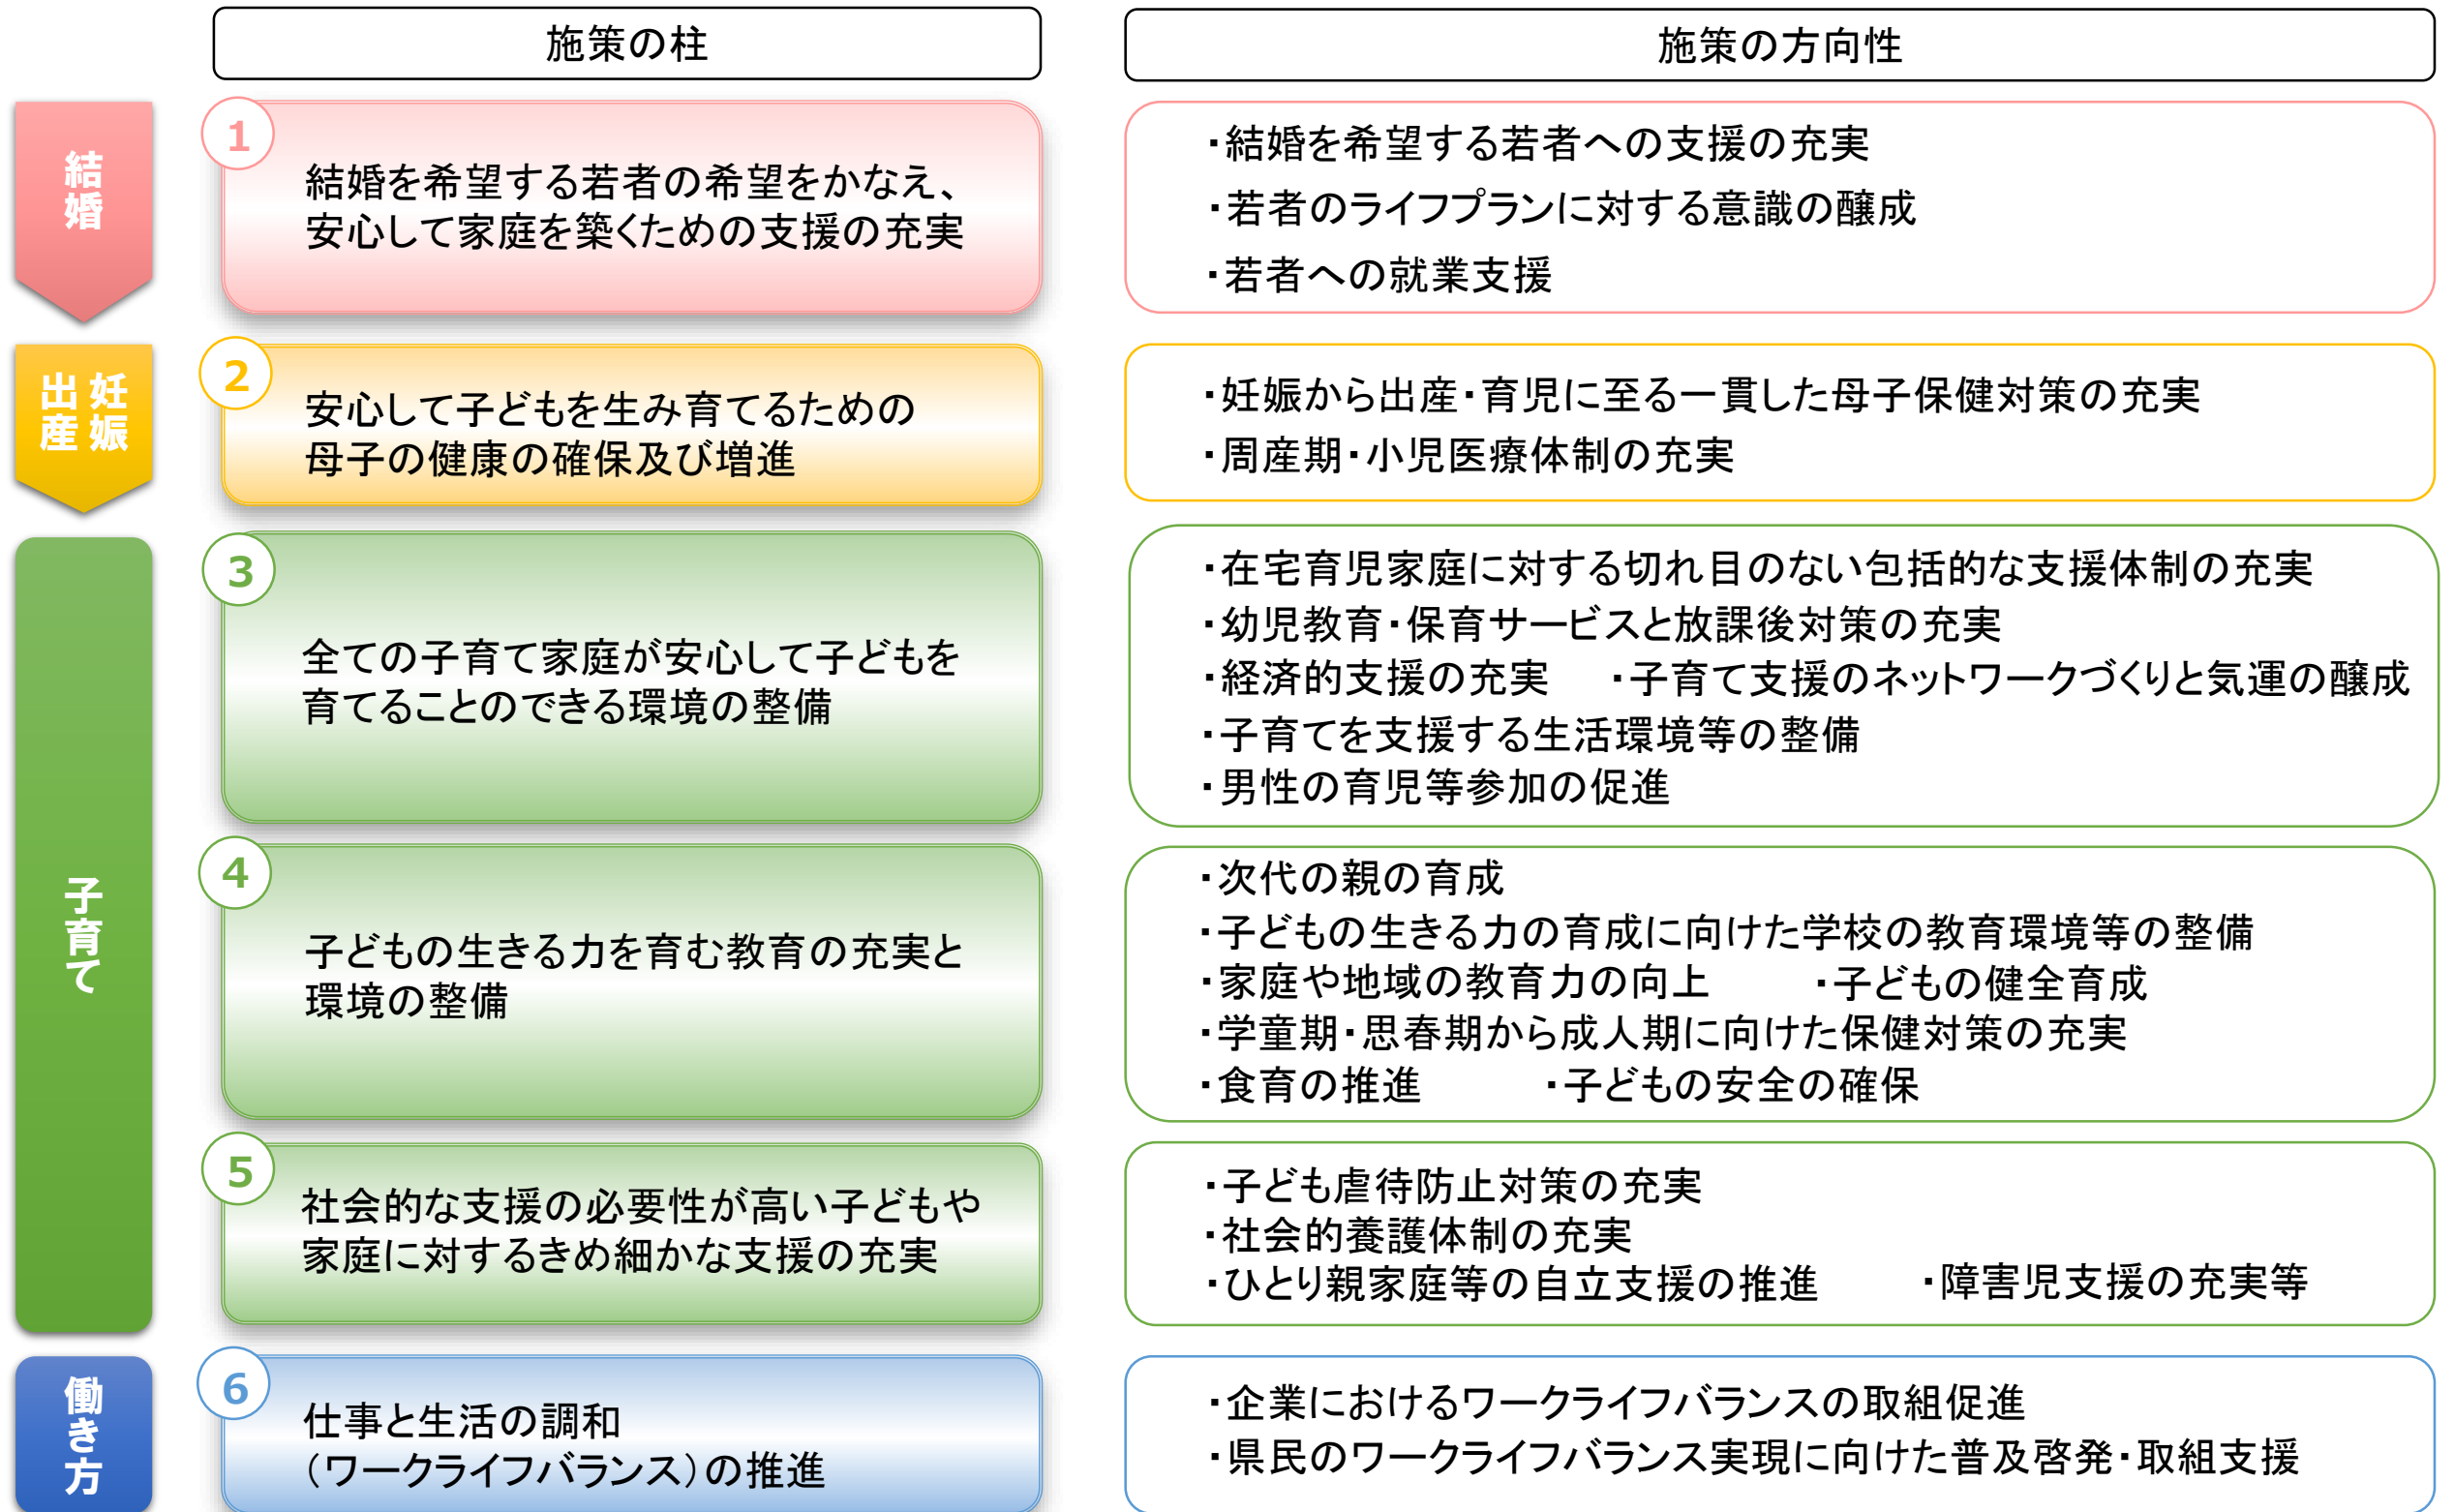 施策の柱
施策の方向性
結婚
1
結婚を希望する若者の希望をかなえ、
安心して家庭を築くための支援の充実
・結婚を希望する若者への支援の充実
・若者のライフプランに対する意識の醸成
・若者への就業支援
妊娠
出産
2
安心して子どもを生み育てるための
母子の健康の確保及び増進
・妊娠から出産・育児に至る一貫した母子保健対策の充実
・周産期・小児医療体制の充実
子育て
3
全ての子育て家庭が安心して子どもを
育てることのできる環境の整備
・在宅育児家庭に対する切れ目のない包括的な支援体制の充実
・幼児教育・保育サービスと放課後対策の充実
・経済的支援の充実　・子育て支援のネットワークづくりと気運の醸成
・子育てを支援する生活環境等の整備
・男性の育児等参加の促進
4
子どもの生きる力を育む教育の充実と
環境の整備
・次代の親の育成
・子どもの生きる力の育成に向けた学校の教育環境等の整備
・家庭や地域の教育力の向上　・子どもの健全育成
・学童期・思春期から成人期に向けた保健対策の充実
・食育の推進　・子どもの安全の確保
5
社会的な支援の必要性が高い子どもや
家庭に対するきめ細かな支援の充実
・子ども虐待防止対策の充実
・社会的養護体制の充実
・ひとり親家庭等の自立支援の推進　・障害児支援の充実等
働き方
6
仕事と生活の調和
（ワークライフバランス）の推進
・企業におけるワークライフバランスの取組促進
・県民のワークライフバランス実現に向けた普及啓発・取組支援